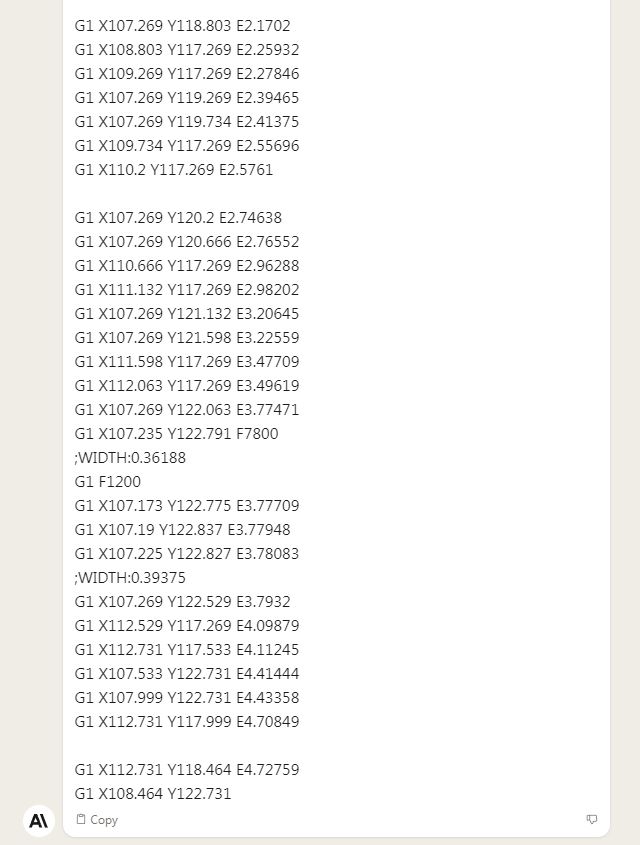 G1 X107.269 Y118.803 E2.1702
G1 X108.803 Y117.269 E2.25932
G1 X109.269 Y117.269 E2.27846
G1 X107.269 Y119.269 E2.39465
G1 X107.269 Y119.734 E2.41375
G1 X109.734 Y117.269 E2.55696
G1 X110.2 Y117.269 E2.5761
G1 X107.269 Y120.2 E2.74638
G1 X107.269 Y120.666 E2.76552
G1 X110.666 Y117.269 E2.96288
G1 X111.132 Y117.269 E2.98202
G1 X107.269 Y121.132 E3.20645
G1 X107.269 Y121.598 E3.22559
G1 X111.598 Y117.269 E3.47709
G1 X112.063 Y117.269 E3.49619
G1 X107.269 Y122.063 E3.77471
G1 X107.235 Y122.791 F7800
;WIDTH:0.36188
G1 F1200
G1 X107.173 Y122.775 E3.77709
G1 X107.19 Y122.837 E3.77948
G1 X107.225 Y122.827 E3.78083
;WIDTH:0.39375
G1 X107.269 Y122.529 E3.7932
G1 X112.529 Y117.269 E4.09879
G1 X112.731 Y117.533 E4.11245
G1 X107.533 Y122.731 E4.41444
G1 X107.999 Y122.731 E4.43358
G1 X112.731 Y117.999 E4.70849
G1 X112.731 Y118.464 E4.72759
G1 X108.464 Y122.731
Copy